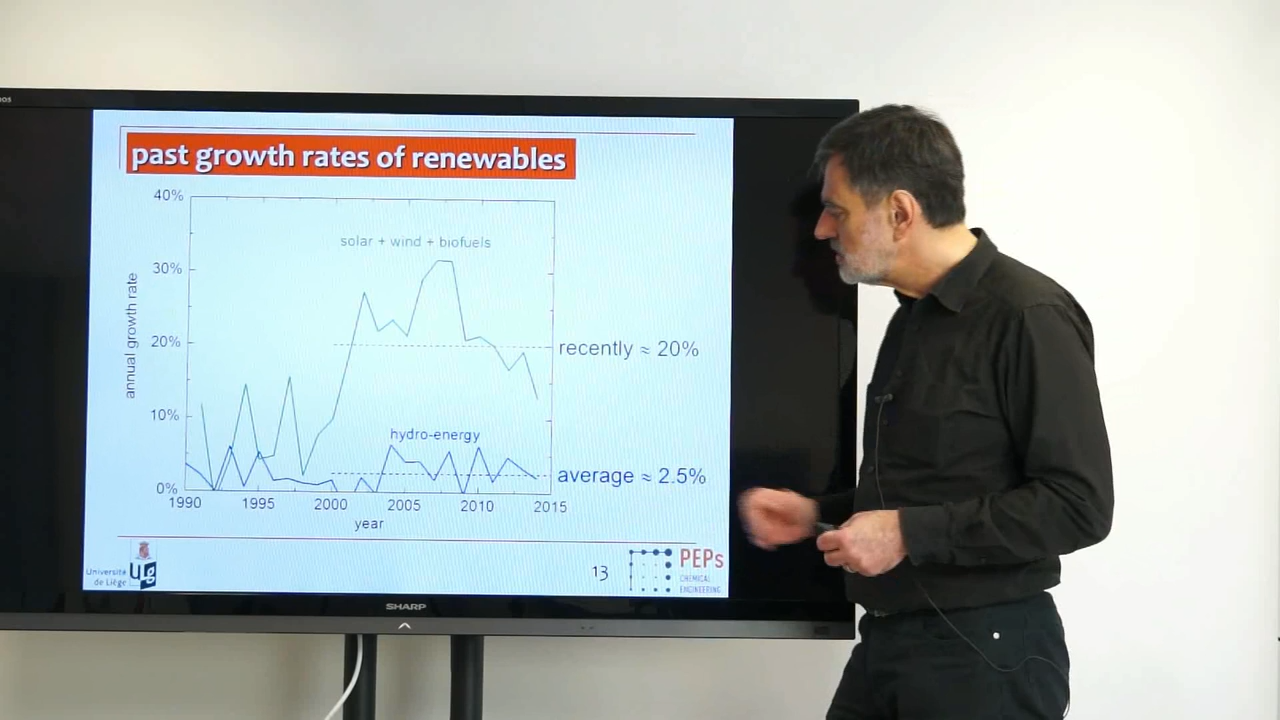 past growth rates of renewables
40%
30%
20%
10%
0%
annual growth rate
solar + wind + biofuels
recently ≈ 20%
hydro-energy
average ≈ 2.5%
1990 1995 2000 2005 2010 2015
year
Université
de Liège
13
PEPs
CHEMICAL
ENGINEERING
SHARP